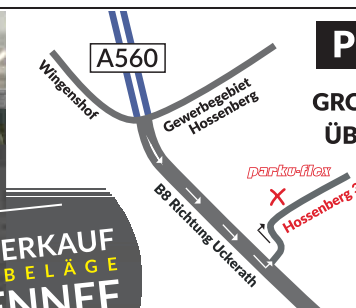 A560
Wingenshof
Gewerbegebiet
Hossenberg
P
GRO
ÜB
parku-flex
Hossenberg
B8 Richtung Uckerath
ERKAUF
BELÄGE
ENNEF